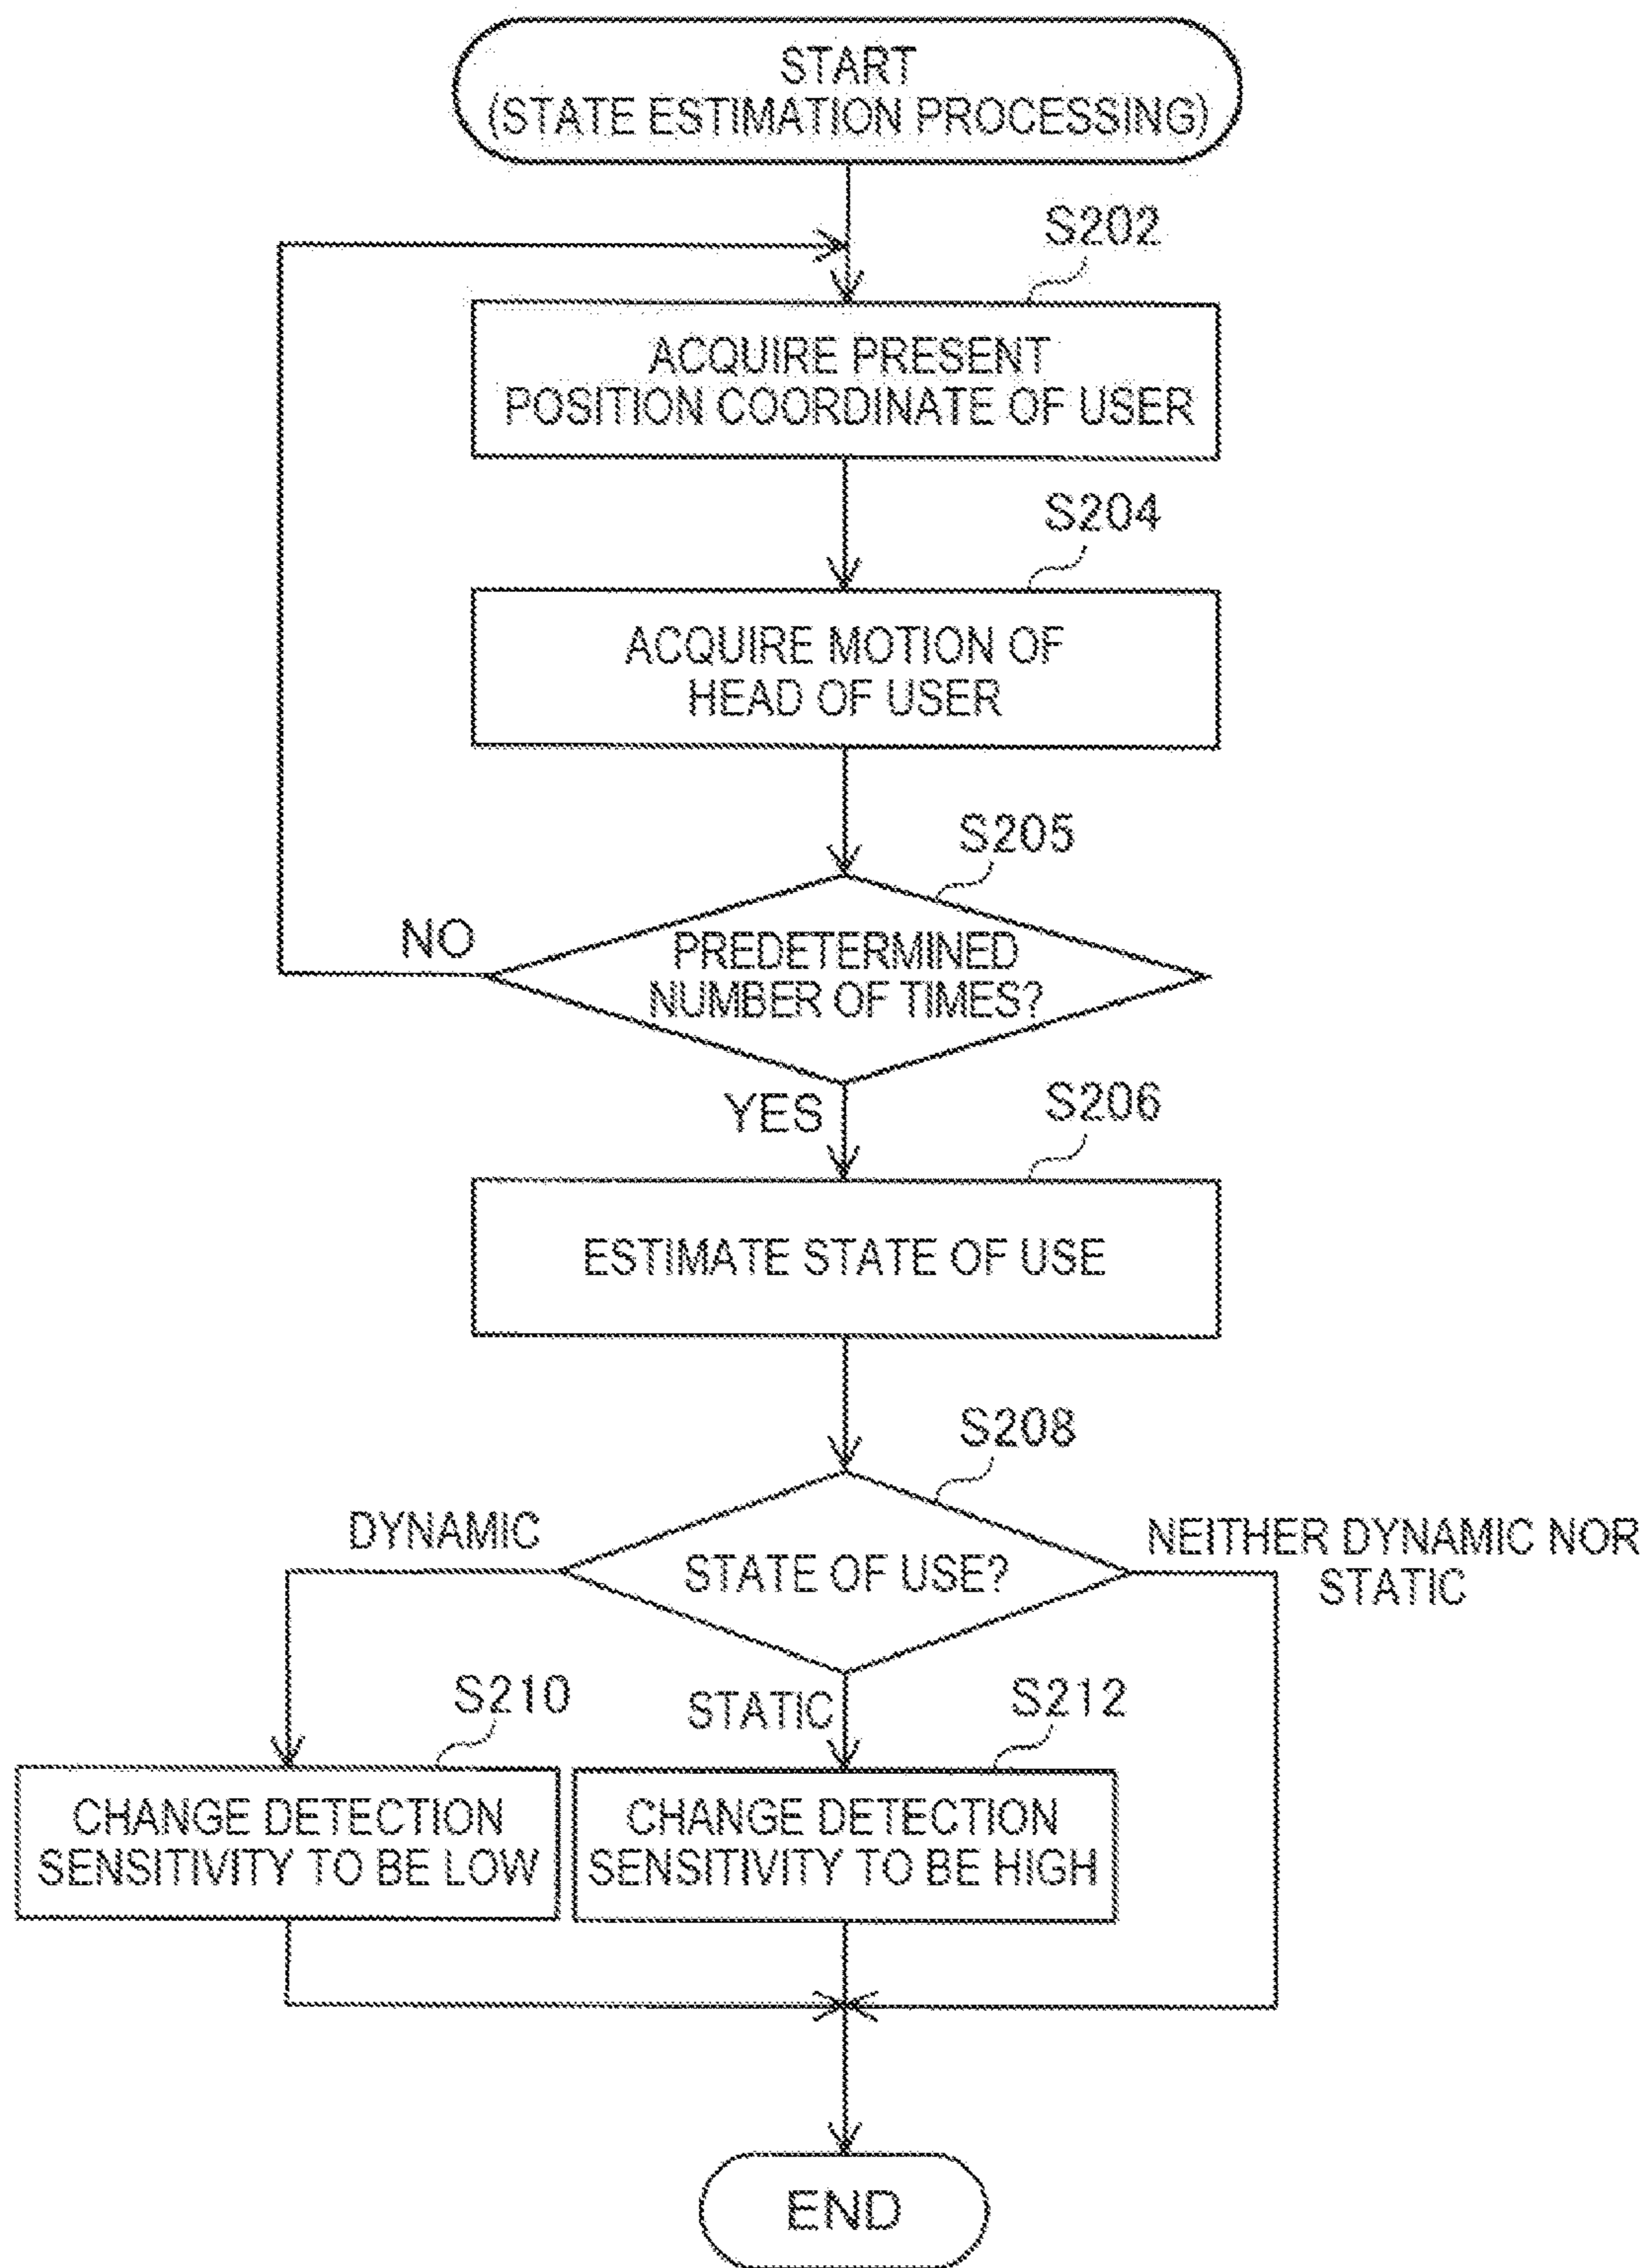 START
(STATE ESTIMATION PROCESSING)
S202
ACQUIRE PRESENT
POSITION COORDINATE OF USER
S204
ACQUIRE MOTION OF
HEAD OF USER
S205
NO
PREDETERMINED
NUMBER OF TIMES?
YES
S206
ESTIMATE STATE OF USE
S208
DYNAMIC
STATE OF USE?
NEITHER DYNAMIC NOR
STATIC
S210
STATIC
S212
CHANGE DETECTION
SENSITIVITY TO BE LOW
CHANGE DETECTION
SENSITIVITY TO BE HIGH
END